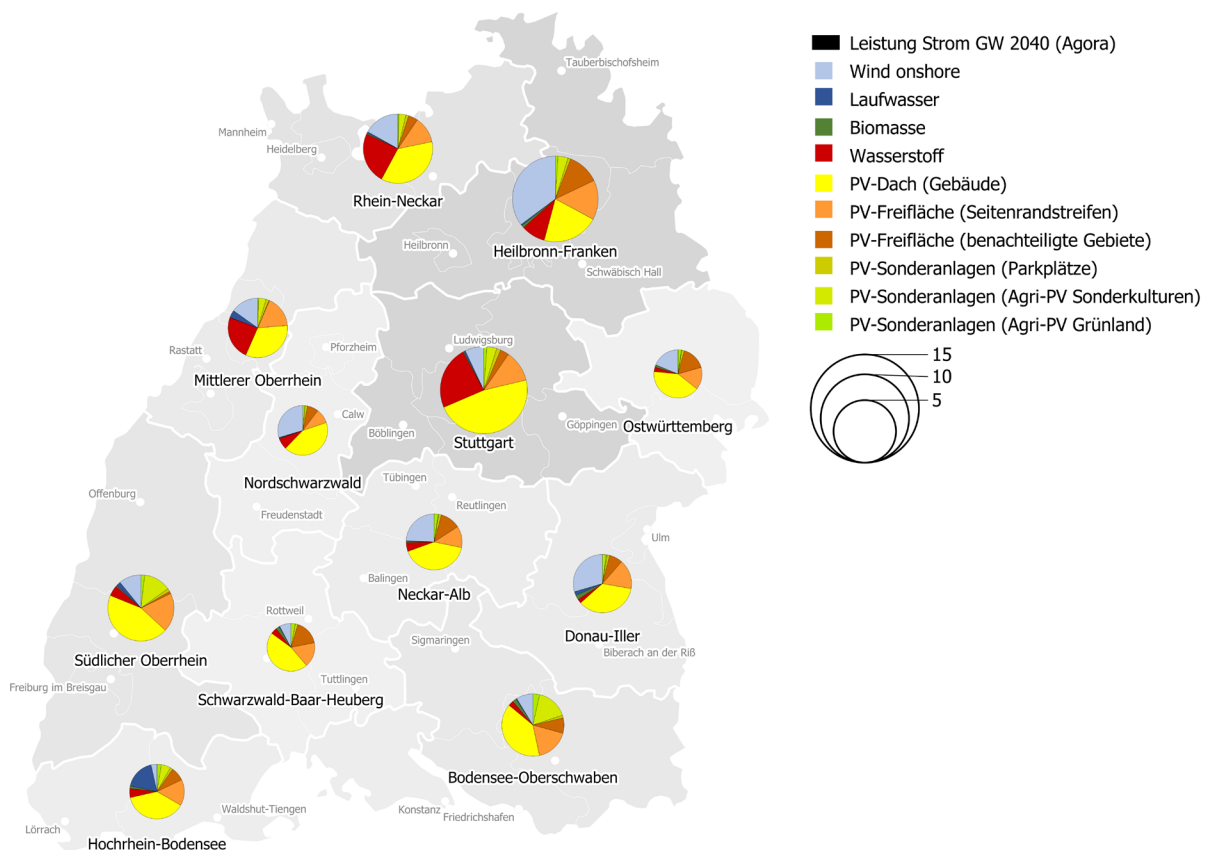 Tauberbischofsheim
Mannheim
Heidelberg
Rhein-Neckar
Heilbronn
Heilbronn-Franken
Schwäbisch Hall
Rastatt
Pforzheim
Ludwigsburg
Mittlerer Oberrhein
Calw
Böblingen
Stuttgart
Göppingen
Ostwürttemberg
Nordschwarzwald
Tübingen
Reutlingen
Offenburg
Freudenstadt
Ulm
Balingen
Neckar-Alb
Rottweil
Donau-Iller
Sigmaringen
Biberach an der Riß
Südlicher Oberrhein
Freiburg im Breisgau
Tuttlingen
Schwarzwald-Baar-Heuberg
Bodensee-Oberschwaben
Waldshut-Tiengen
Konstanz
Friedrichshafen
Lörrach
Hochrhein-Bodensee
Leistung Strom GW 2040 (Agora)
Wind onshore
Laufwasser
Biomasse
Wasserstoff
PV-Dach (Gebäude)
PV-Freifläche (Seitenrandstreifen)
PV-Freifläche (benachteiligte Gebiete)
PV-Sonderanlagen (Parkplätze)
PV-Sonderanlagen (Agri-PV Sonderkulturen)
PV-Sonderanlagen (Agri-PV Grünland)
15
10
5